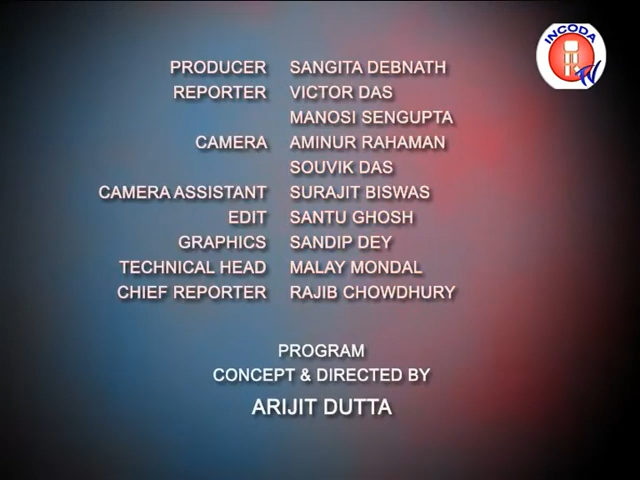 INCODA
TV
PRODUCER SANGITA DEBNATH
REPORTER VICTOR DAS
MANOSI SENGUPTA
CAMERA AMINUR RAHAMAN
SOUVIK DAS
CAMERA ASSISTANT SURAJIT BISWAS
EDIT SANTU GHOSH
GRAPHICS SANDIP DEY
TECHNICAL HEAD MALAY MONDAL
CHIEF REPORTER RAJIB CHOWDHURY
PROGRAM
CONCEPT & DIRECTED BY
ARIJIT DUTTA